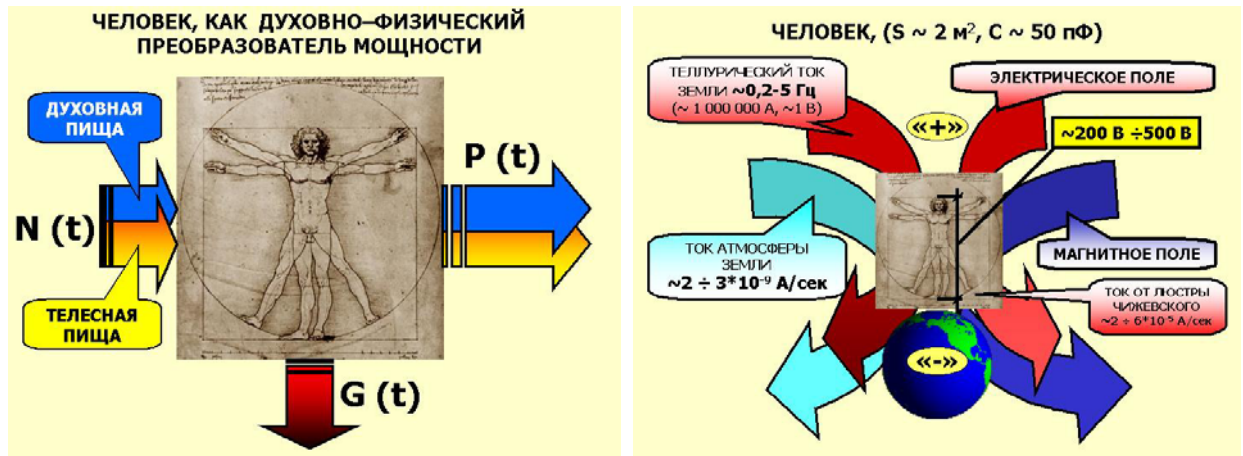 ЧЕЛОВЕК, КАК ДУХОВНО–ФИЗИЧЕСКИЙ
ПРЕОБРАЗОВАТЕЛЬ МОЩНОСТИ
ДУХОВНАЯ
ПИЩА
N (t)
ТЕЛЕСНАЯ
ПИЩА
P (t)
G (t)
ЧЕЛОВЕК, (S ~ 2 м², C ~ 50 пФ)
ТЕЛЛУРИЧЕСКИЙ ТОК
ЗЕМЛИ ~0,2-5 Гц
(~ 1 000 000 А, ~1 В)
«+»
ЭЛЕКТРИЧЕСКОЕ ПОЛЕ
~200 В ÷500 В
ТОК АТМОСФЕРЫ
ЗЕМЛИ
~2 ÷ 3*10⁻⁹ А/сек
МАГНИТНОЕ ПОЛЕ
ТОК ОТ ЛЮСТРЫ
ЧИЖЕВСКОГО
~2 ÷ 6*10⁻⁵ А/сек
«-»